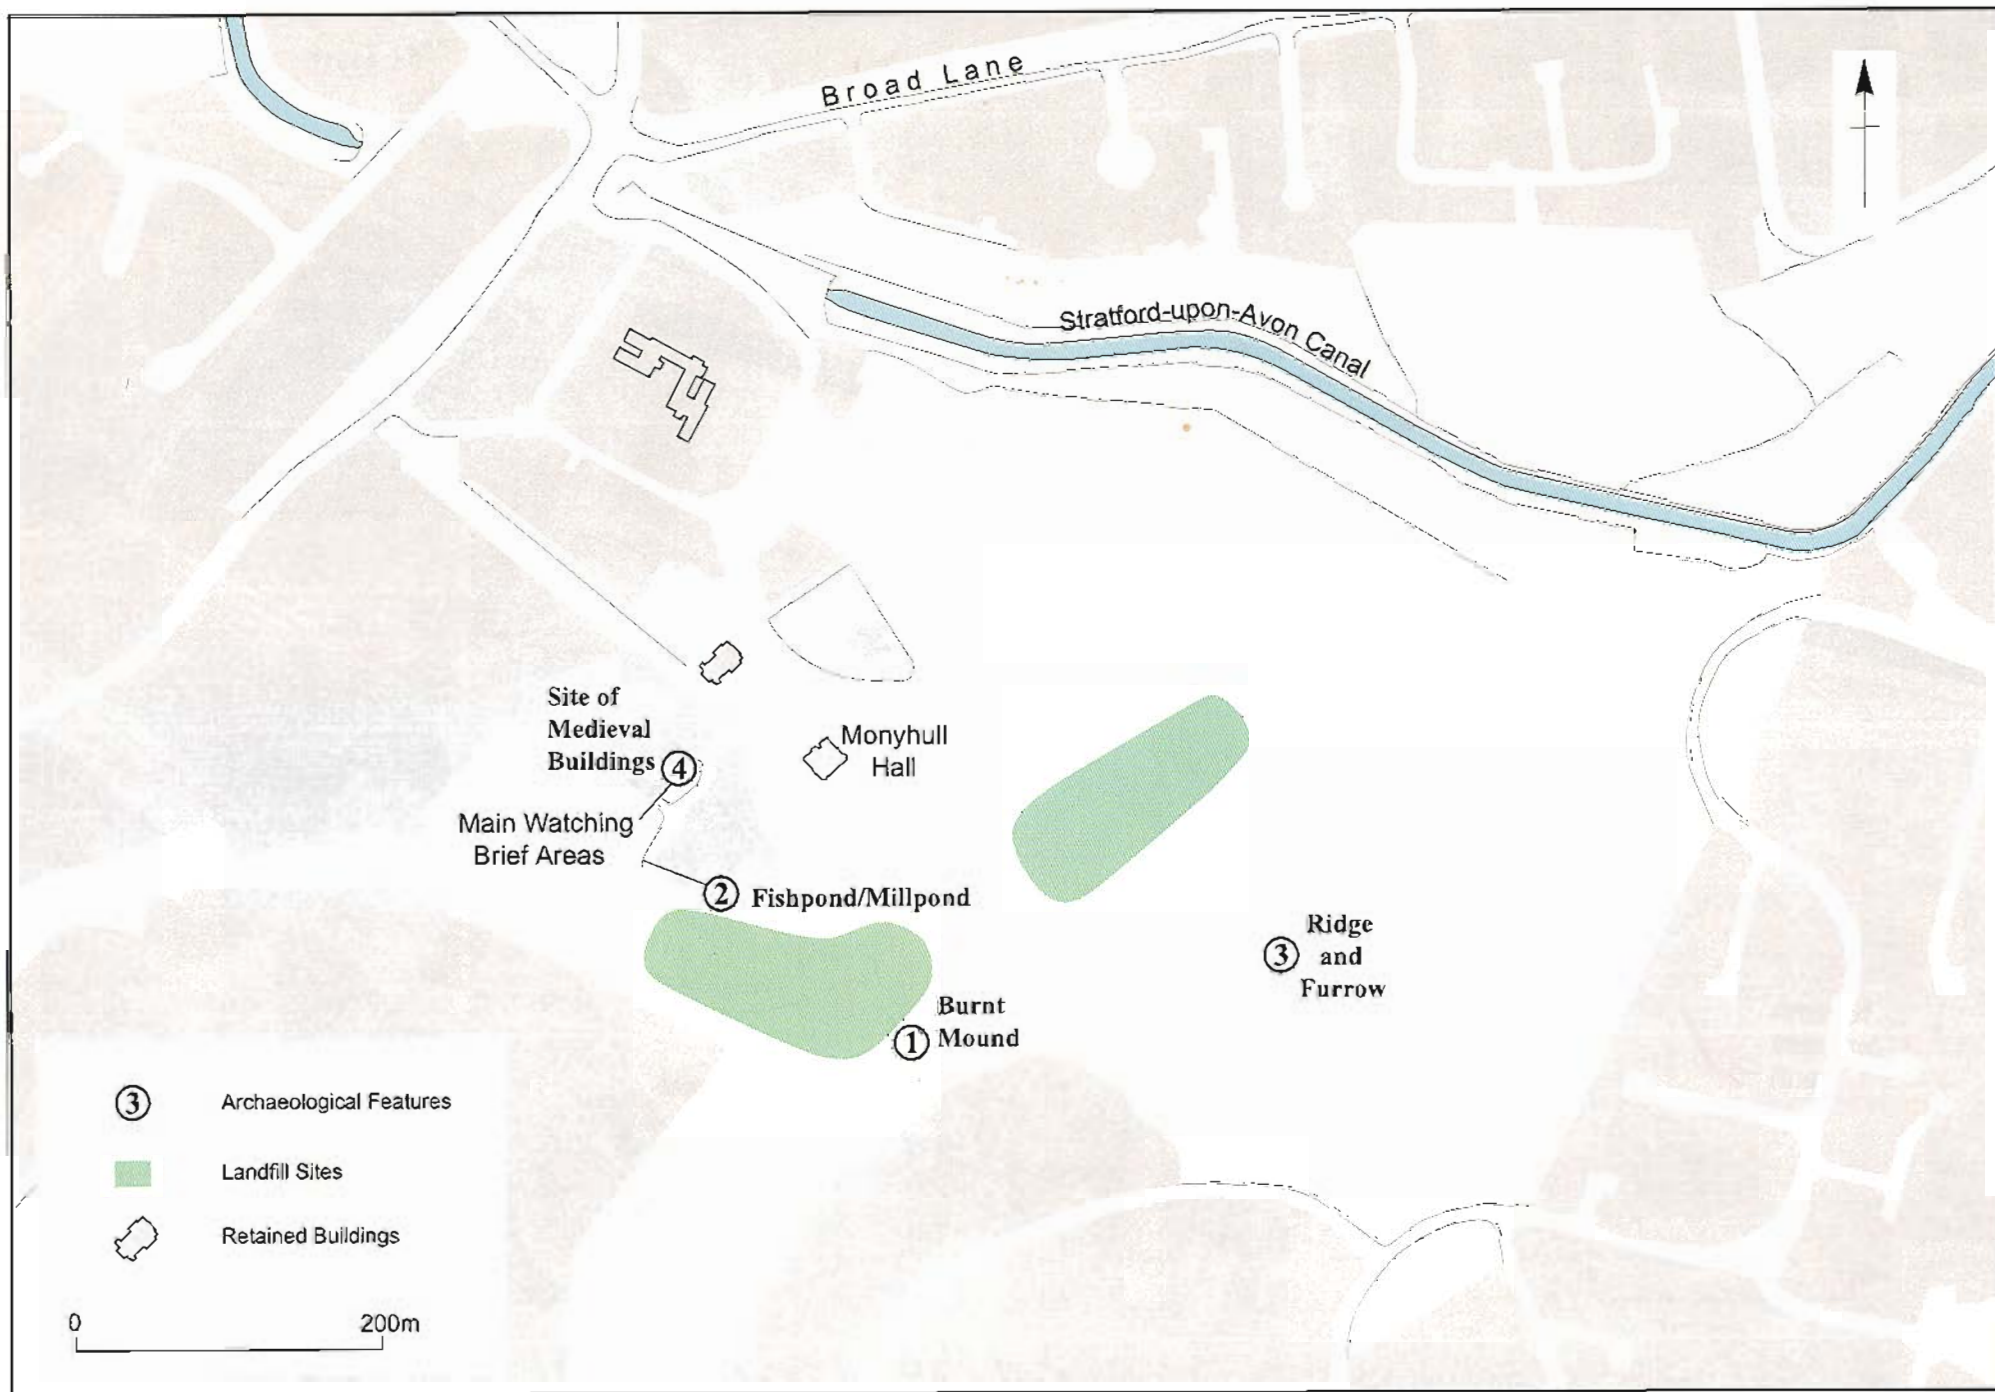 Broad Lane
Stratford-upon-Avon Canal
Site of
Medieval
Buildings
4
Monyhull
Hall
Main Watching
Brief Areas
2
Fishpond/Millpond
3
Ridge
and
Furrow
1
Burnt
Mound
3
Archaeological Features
Landfill Sites
Retained Buildings
0
200m